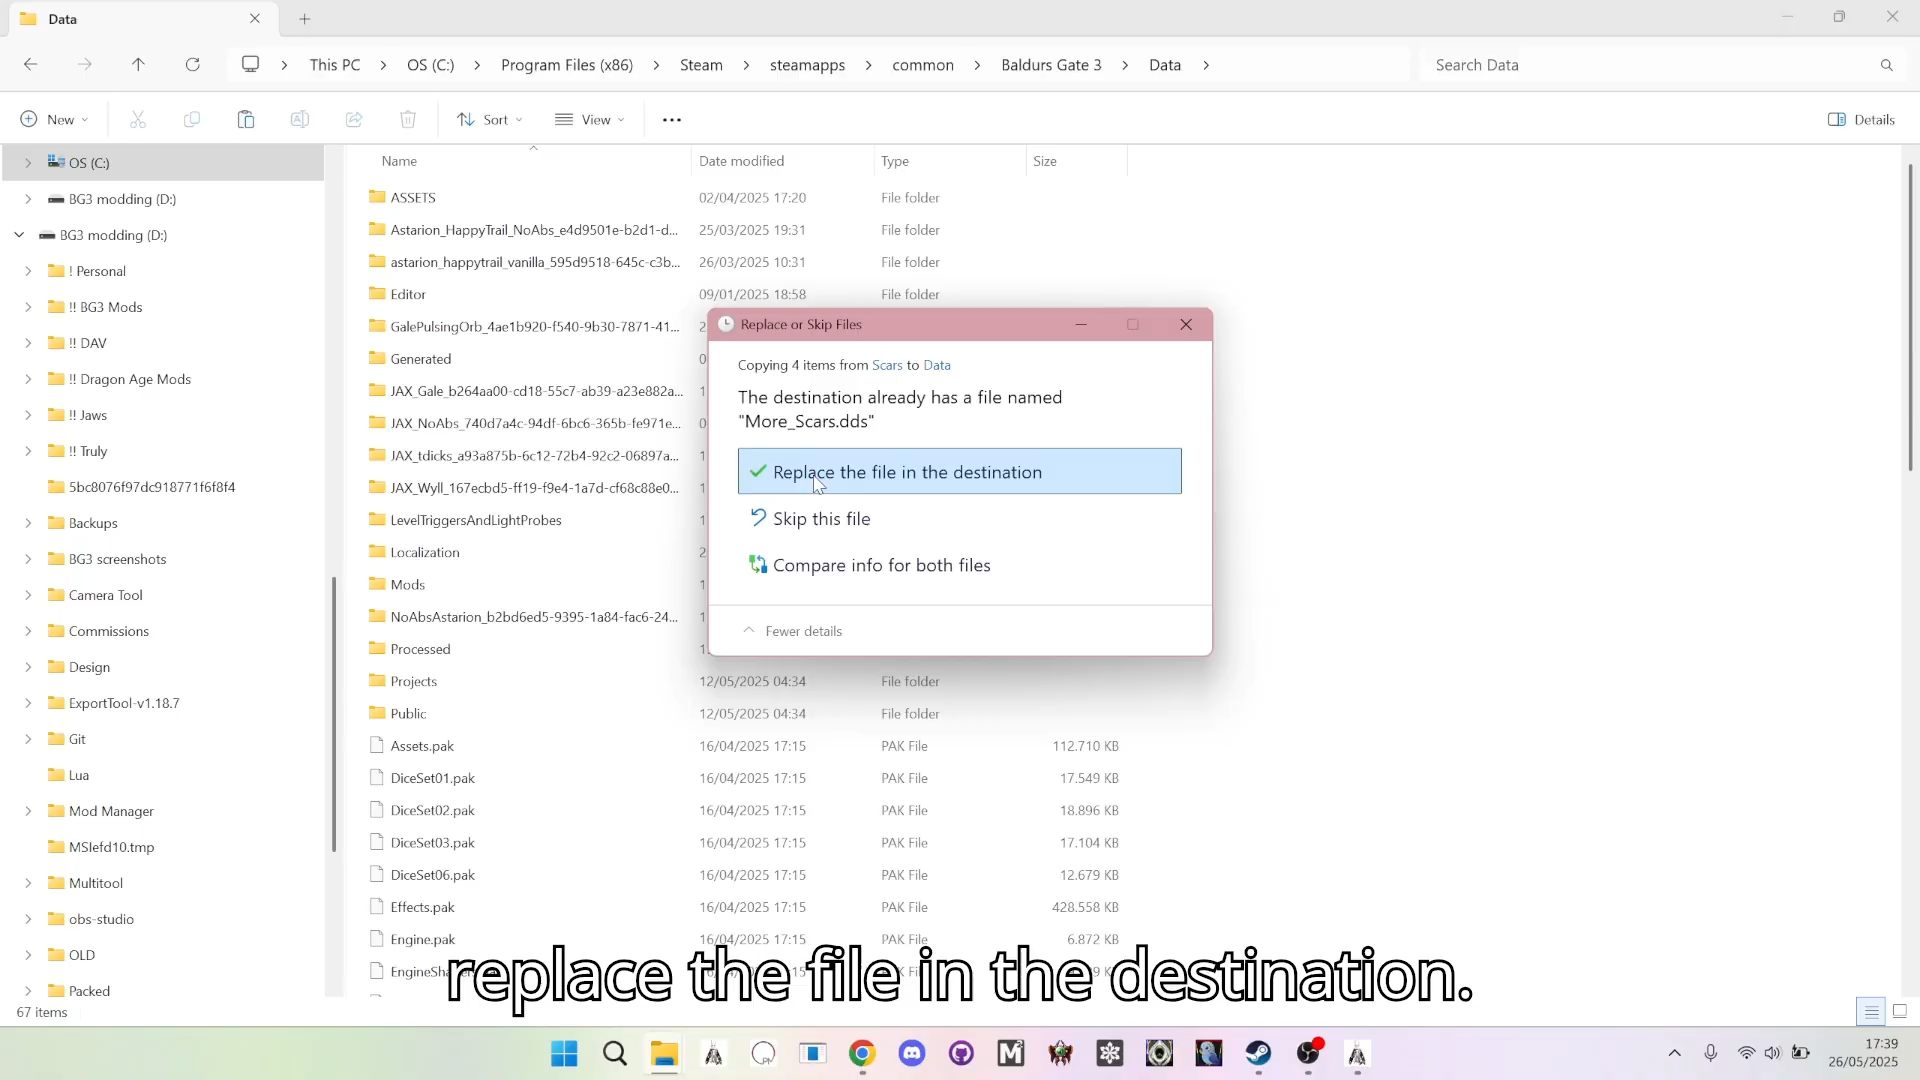 Data
This PC > OS (C:) > Program Files (x86) > Steam > steamapps > common > Baldurs Gate 3 > Data >
Search Data
New
Sort
View
Details
OS (C:)
BG3 modding (D:)
BG3 modding (D:)
! Personal
!! BG3 Mods
!! DAV
!! Dragon Age Mods
!! Jaws
!! Truly
5bc8076f97dc918771f6f8f4
Backups
BG3 screenshots
Camera Tool
Commissions
Design
ExportTool-v1.18.7
Git
Lua
Mod Manager
MSIefd10.tmp
Multitool
obs-studio
OLD
Packed
67 items
Name Date modified Type Size
ASSETS 02/04/2025 17:20 File folder
Astarion_HappyTrail_NoAbs_e4d9501e-b2d1-d... 25/03/2025 19:31 File folder
astarion_happytrail_vanilla_595d9518-645c-c3b... 26/03/2025 10:31 File folder
Editor 09/01/2025 18:58 File folder
GalePulsingOrb_4ae1b920-f540-9b30-7871-41... 2
Generated 0
JAX_Gale_b264aa00-cd18-55c7-ab39-a23e882a... 1
JAX_NoAbs_740d7a4c-94df-6bc6-365b-fe971e... 0
JAX_tdicks_a93a875b-6c12-72b4-92c2-06897a... 1
JAX_Wyll_167ecbd5-ff19-f9e4-1a7d-cf68c88e0... 1
LevelTriggersAndLightProbes 1
Localization 2
Mods 1
NoAbsAstarion_b2bd6ed5-9395-1a84-fac6-24... 1
Processed 1
Projects 12/05/2025 04:34 File folder
Public 12/05/2025 04:34 File folder
Assets.pak 16/04/2025 17:15 PAK File 112.710 KB
DiceSet01.pak 16/04/2025 17:15 PAK File 17.549 KB
DiceSet02.pak 16/04/2025 17:15 PAK File 18.896 KB
DiceSet03.pak 16/04/2025 17:15 PAK File 17.104 KB
DiceSet06.pak 16/04/2025 17:15 PAK File 12.679 KB
Effects.pak 16/04/2025 17:15 PAK File 428.558 KB
Engine.pak 16/04/2025 17:15 PAK File 6.872 KB
Replace or Skip Files
Copying 4 items from Scars to Data
The destination already has a file named
"More_Scars.dds"
Replace the file in the destination
Skip this file
Compare info for both files
Fewer details
replace the file in the destination.
17:39
26/05/2025